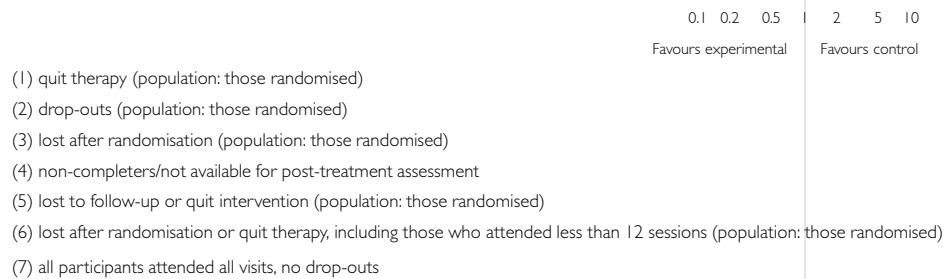 0.1 0.2 0.5 1 2 5 10
Favours experimental Favours control
(1) quit therapy (population: those randomised)
(2) drop-outs (population: those randomised)
(3) lost after randomisation (population: those randomised)
(4) non-completers/not available for post-treatment assessment
(5) lost to follow-up or quit intervention (population: those randomised)
(6) lost after randomisation or quit therapy, including those who attended less than 12 sessions (population: those randomised)
(7) all participants attended all visits, no drop-outs